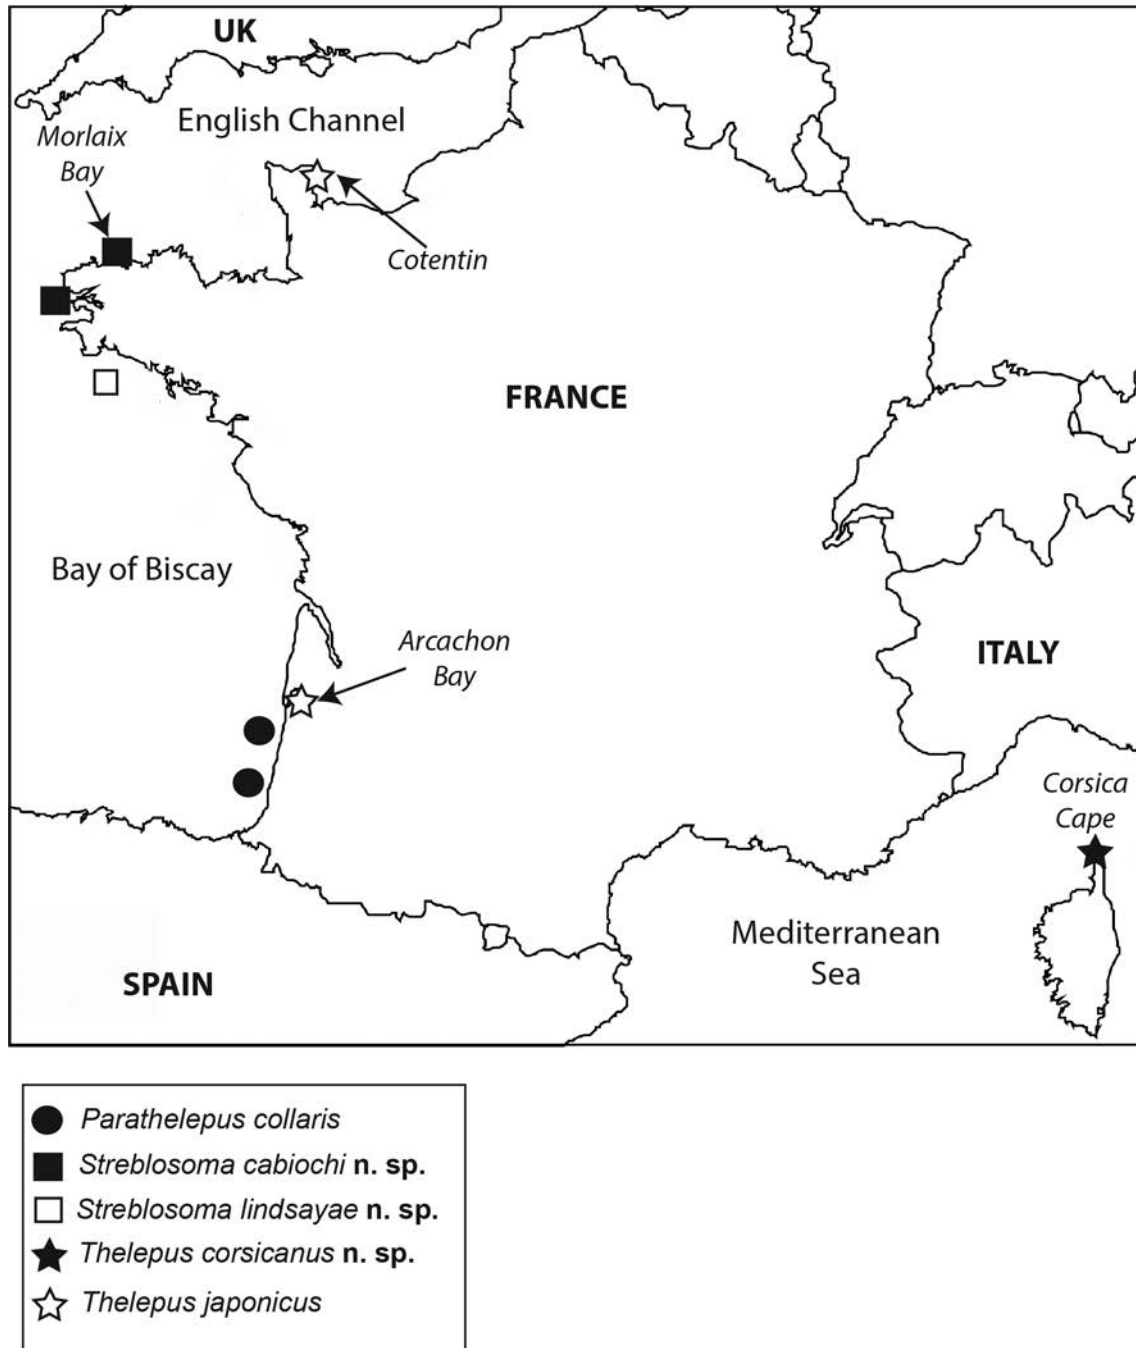 UK
English Channel
Morlaix
Bay
Cotentin
FRANCE
Bay of Biscay
Arcachon
Bay
ITALY
Corsica
Cape
Mediterranean
Sea
SPAIN
Parathelepus collaris
Streblosoma cabiochi n. sp.
Streblosoma lindsayae n. sp.
Thelepus corsicanus n. sp.
Thelepus japonicus